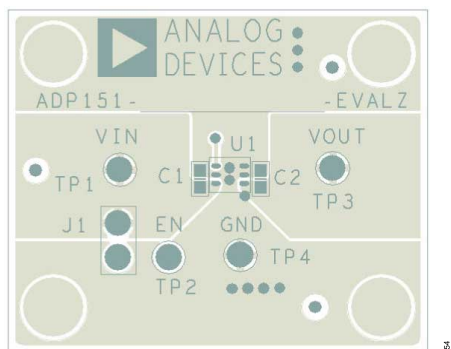 ANALOG
DEVICES
ADP151- -EVALZ
VIN U1 VOUT
TP1 C1 C2 TP3
J1 EN GND
TP2 TP4
54